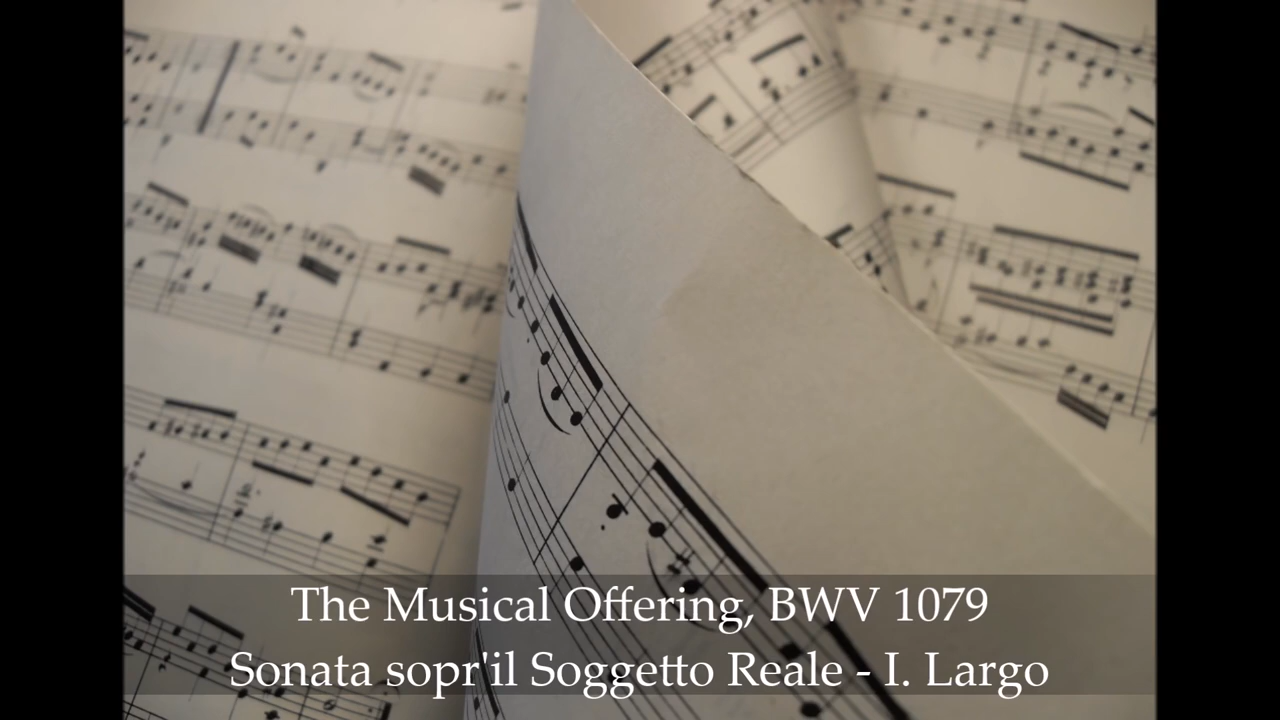 The Musical Offering, BWV 1079
Sonata sopr'il Soggetto Reale - I. Largo